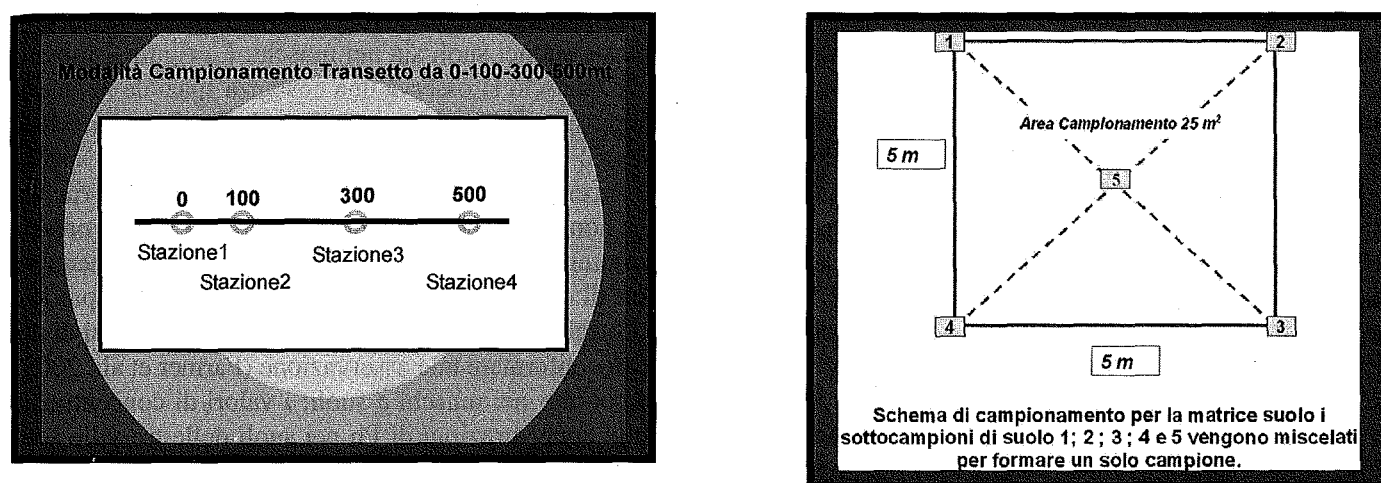 Modalità Campionamento Transetto da 0-100-300-500mt
0 100 300 500
Stazione1
Stazione2
Stazione3
Stazione4
1 2
Area Campionamento 25 m²
5 m
5
4 3
5 m
Schema di campionamento per la matrice suolo i
sottocampioni di suolo 1; 2 ; 3 ; 4 e 5 vengono miscelati
per formare un solo campione.